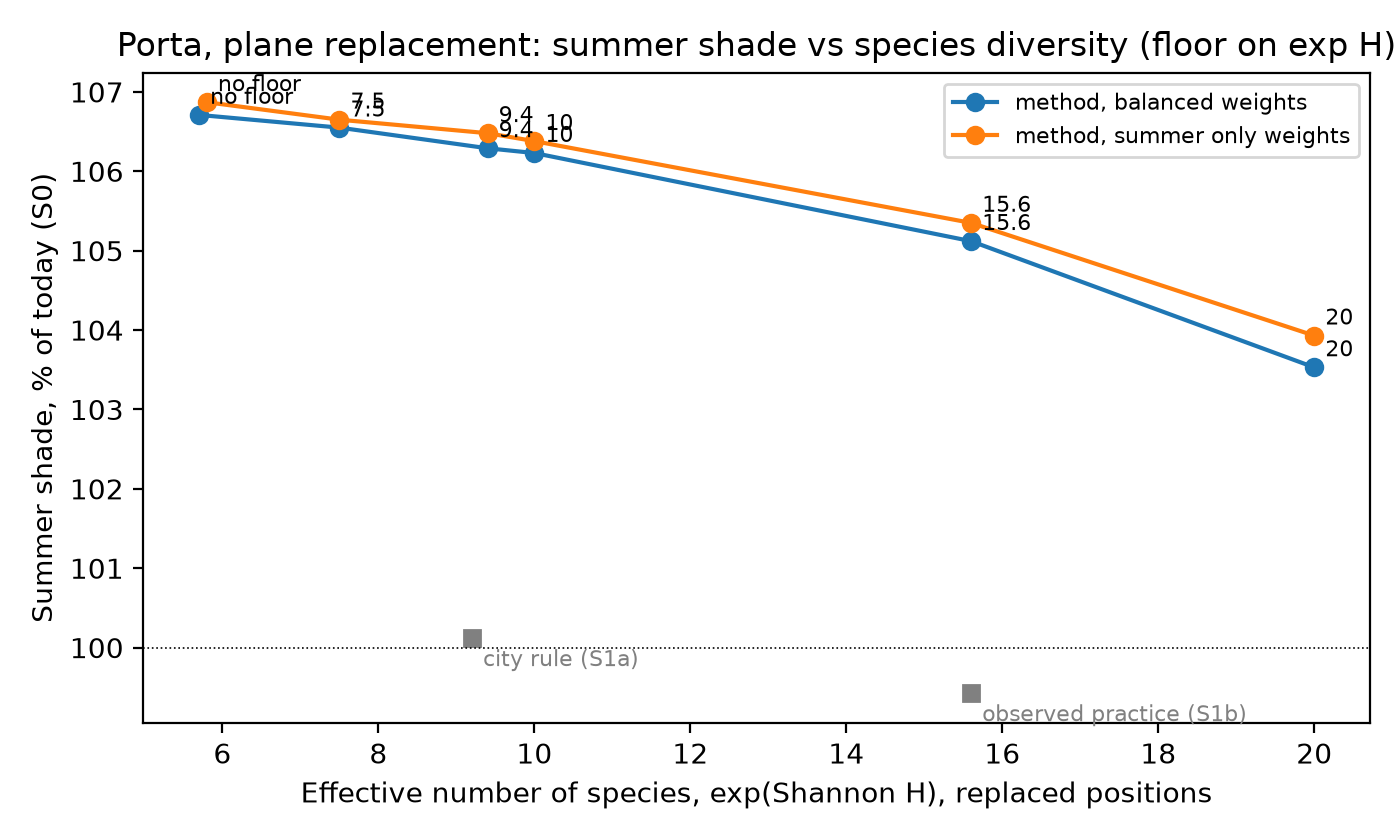 Porta, plane replacement: summer shade vs species diversity (floor on exp H)
method, balanced weights
method, summer only weights
no floor
no floor
7.5
7.5
9.4
9.4
10
10
15.6
15.6
20
20
city rule (S1a)
observed practice (S1b)
107
106
105
104
103
102
101
100
Summer shade, % of today (S0)
6 8 10 12 14 16 18 20
Effective number of species, exp(Shannon H), replaced positions